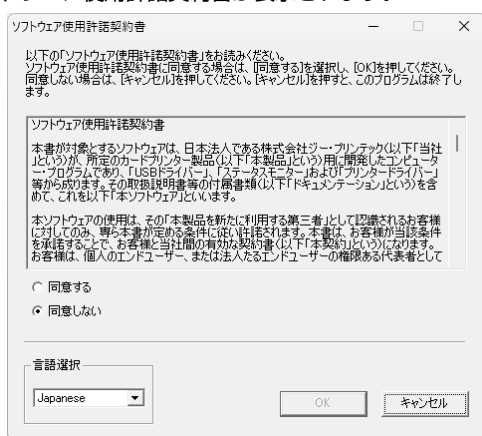 ソフトウェア使用許諾契約書
以下の「ソフトウェア使用許諾契約書」をお読みください。
ソフトウェア使用許諾契約書に同意する場合は、[同意する]を選択し、[OK]を押してください。
同意しない場合は、[キャンセル]を押してください。[キャンセル]を押すと、このプログラムは終了し
ます。
ソフトウェア使用許諾契約書
本書が対象とするソフトウェアは、日本法人である株式会社ジー・プリンテック(以下「当社
」という)が、所定のカードプリンター製品(以下「本製品」という)用に開発したコンピュータ
ー・プログラムであり、「USBドライバー」、「ステータスモニター」および「プリンタードライバー」
等から成ります。その取扱説明書等の付属書類(以下「ドキュメンテーション」という)を含
めて、これを以下「本ソフトウェア」といいます。
本ソフトウェアの使用は、その「本製品を新たに利用する第三者」として認識されるお客様
に対してのみ、専ら本書が定める条件に従い許諾されます。本書は、お客様が当該条件
を承諾することで、お客様と当社間の有効な契約書(以下「本契約」という)になります。
お客様は、個人のエンドユーザー、または法人たるエンドユーザーの権限ある代表者として
同意する
同意しない
言語選択
Japanese
OK
キャンセル